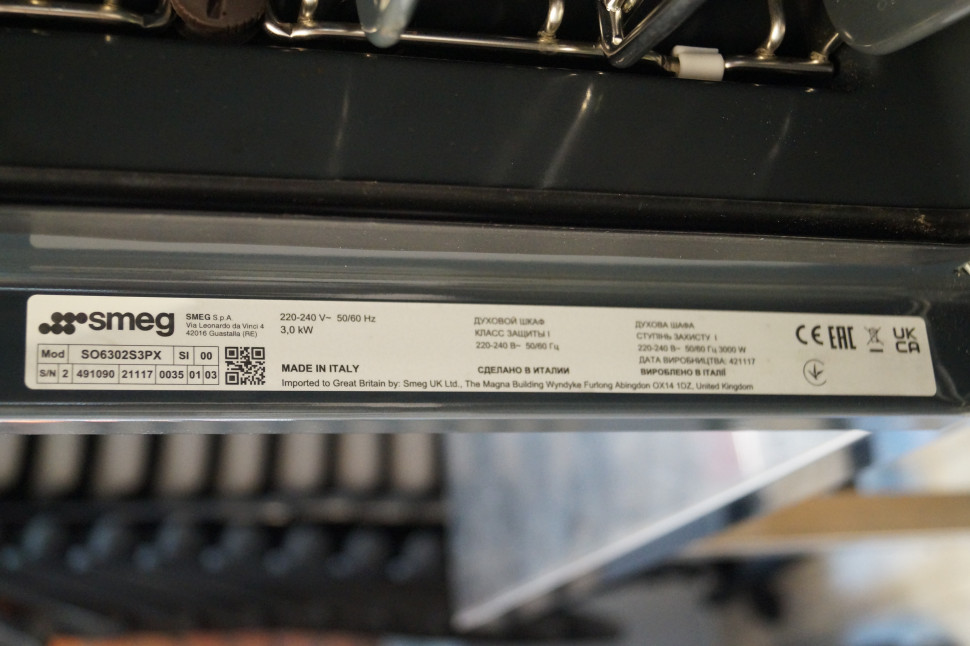 smeg
SMEG S.p.A.
Via Leonardo da Vinci 4
42016 Guastalla (RE)
Mod SO6302S3PX SI 00
S/N 2 491090 21117 0035 01 03
220-240 V~ 50/60 Hz
3,0 kW
MADE IN ITALY
Imported to Great Britain by: Smeg UK Ltd., The Magna Building Wyndyke Furlong Abingdon OX14 1DZ, United Kingdom
ДУХОВОЙ ШКАФ
КЛАСС ЗАЩИТЫ I
220-240 В~ 50/60 Гц
СДЕЛАНО В ИТАЛИИ
ДУХОВА ШАФА
СТУПІНЬ ЗАХИСТУ I
220-240 В~ 50/60 Гц 3000 W
ДАТА ВИРОБНИЦТВА: 421117
ВИРОБЛЕНО В ІТАЛІЇ
CE EAC UK
CA